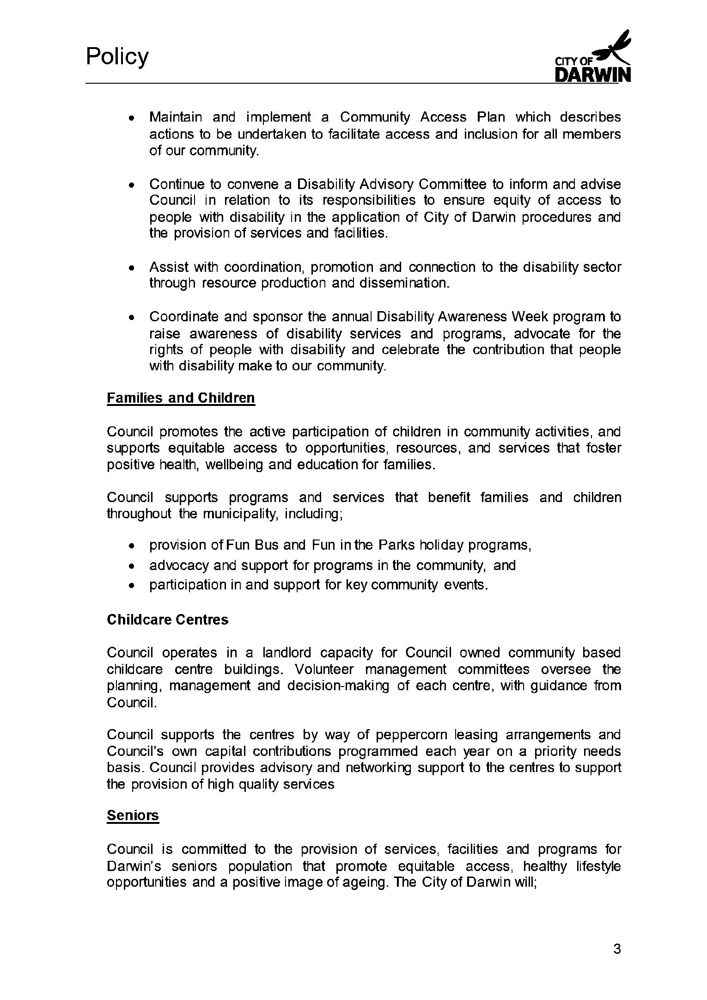 Policy
CITY OF
DARWIN
• Maintain and implement a Community Access Plan which describes
actions to be undertaken to facilitate access and inclusion for all members
of our community.
• Continue to convene a Disability Advisory Committee to inform and advise
Council in relation to its responsibilities to ensure equity of access to
people with disability in the application of City of Darwin procedures and
the provision of services and facilities.
• Assist with coordination, promotion and connection to the disability sector
through resource production and dissemination.
• Coordinate and sponsor the annual Disability Awareness Week program to
raise awareness of disability services and programs, advocate for the
rights of people with disability and celebrate the contribution that people
with disability make to our community.
Families and Children
Council promotes the active participation of children in community activities, and
supports equitable access to opportunities, resources, and services that foster
positive health, wellbeing and education for families.
Council supports programs and services that benefit families and children
throughout the municipality, including;
• provision of Fun Bus and Fun in the Parks holiday programs,
• advocacy and support for programs in the community, and
• participation in and support for key community events.
Childcare Centres
Council operates in a landlord capacity for Council owned community based
childcare centre buildings. Volunteer management committees oversee the
planning, management and decision-making of each centre, with guidance from
Council.
Council supports the centres by way of peppercorn leasing arrangements and
Council's own capital contributions programmed each year on a priority needs
basis. Council provides advisory and networking support to the centres to support
the provision of high quality services
Seniors
Council is committed to the provision of services, facilities and programs for
Darwin's seniors population that promote equitable access, healthy lifestyle
opportunities and a positive image of ageing. The City of Darwin will;
3